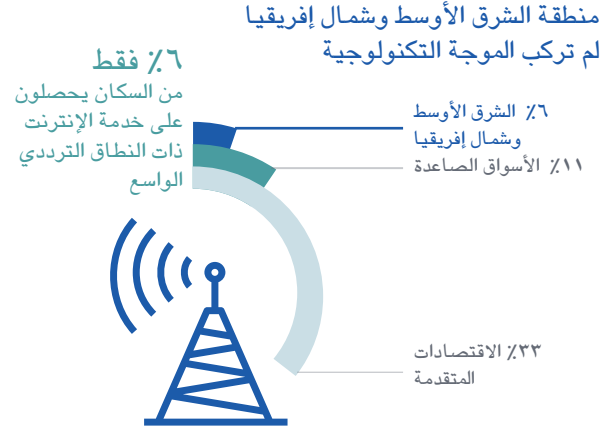 منطقة الشرق الأوسط وشمال إفريقيا
لم تركب الموجة التكنولوجية
٦٪ فقط
من السكان يحصلون
على خدمة الإنترنت
ذات النطاق الترددي
الواسع
٦٪ الشرق الأوسط
وشمال إفريقيا
١١٪ الأسواق الصاعدة
٣٣٪ الاقتصادات
المتقدمة